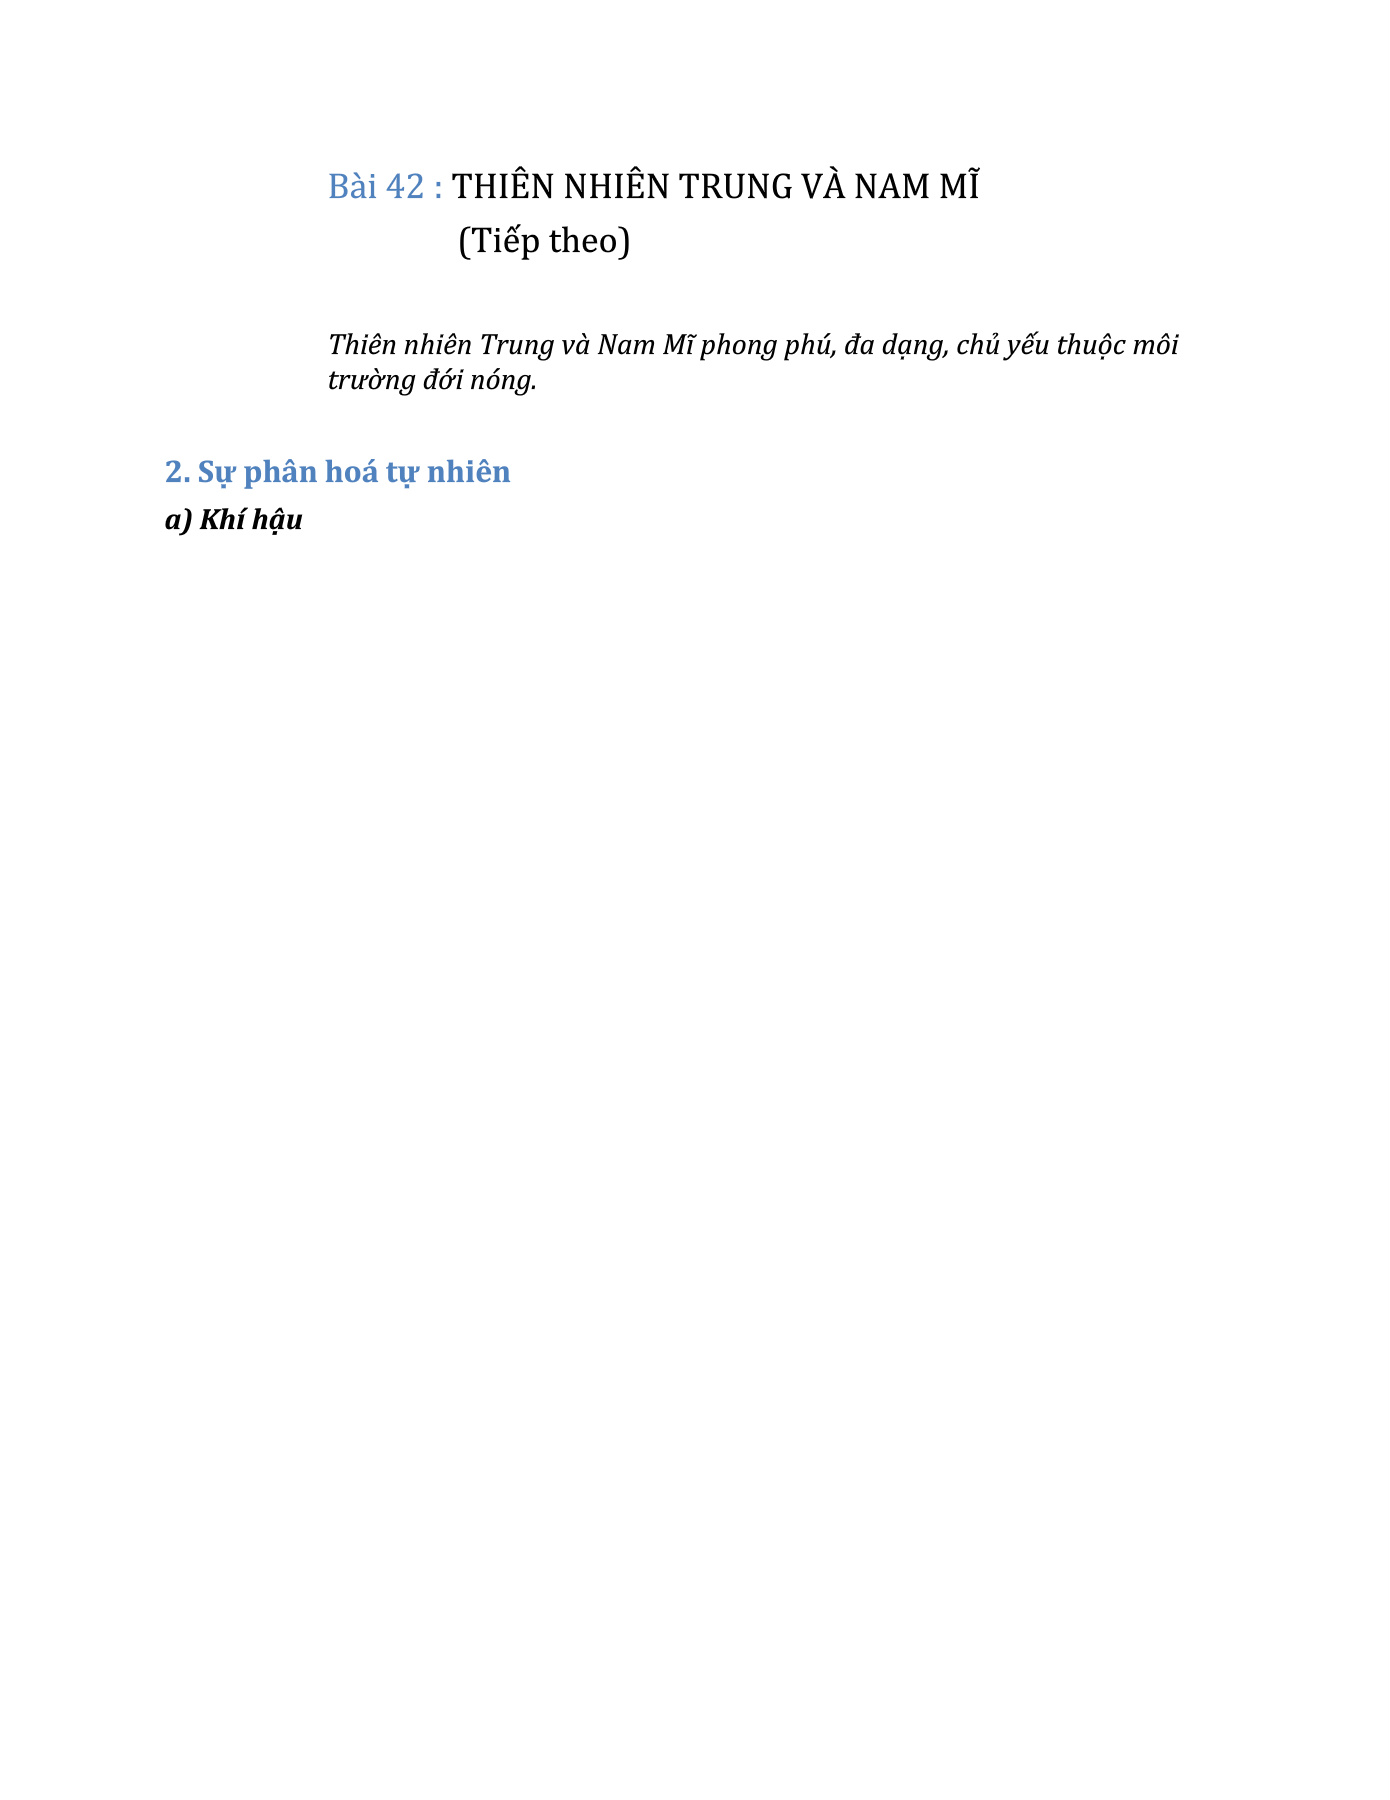 Bài 42 : THIÊN NHIÊN TRUNG VÀ NAM MĨ
(Tiếp theo)
Thiên nhiên Trung và Nam Mĩ phong phú, đa dạng, chủ yếu thuộc môi
trường đới nóng.
2. Sự phân hoá tự nhiên
a) Khí hậu